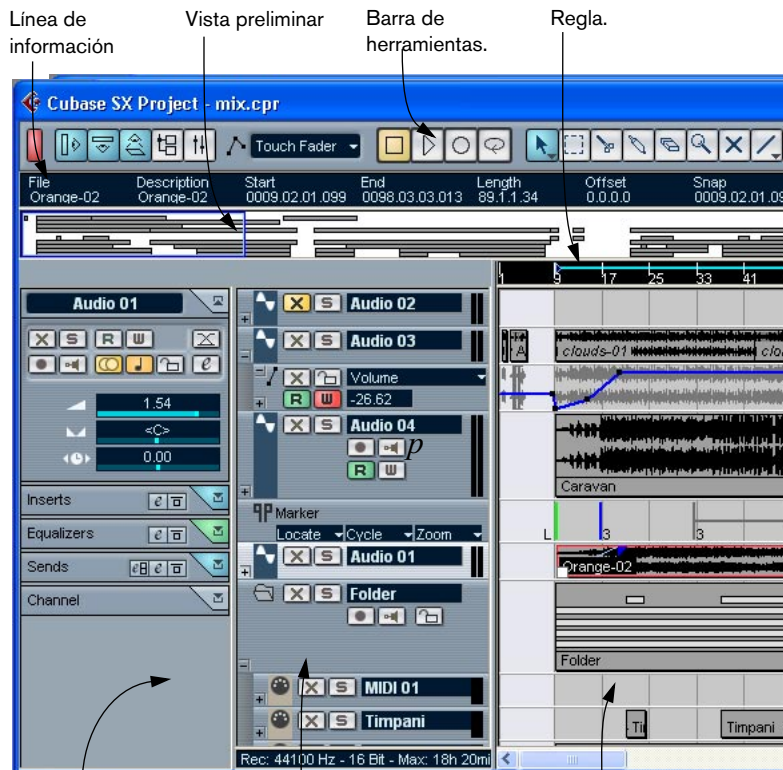 Línea de información
Vista preliminar
Barra de herramientas.
Regla.
Cubase SX Project - mix.cpr
Touch Fader
File Description Start End Length Offset Snap
Orange-02 Orange-02 0009.02.01.099 0098.03.03.013 89.1.1.34 0.0.0.0 0009.02.01.09
1 9 17 25 33 41
Audio 01
X S R W
e
1.54
<C>
0.00
Inserts e
Equalizers e
Sends e e
Channel
X S Audio 02
X S Audio 03
A clouds-01 clo
X Volume
R W -26.62
X S Audio 04
p
R W
Caravan
Marker
Locate Cycle Zoom
L 3 3
X S Audio 01
Orange-02
X S Folder
Folder
X S MIDI 01
X S Timpani
Ti Timpani
Rec: 44100 Hz - 16 Bit - Max: 18h 20mi